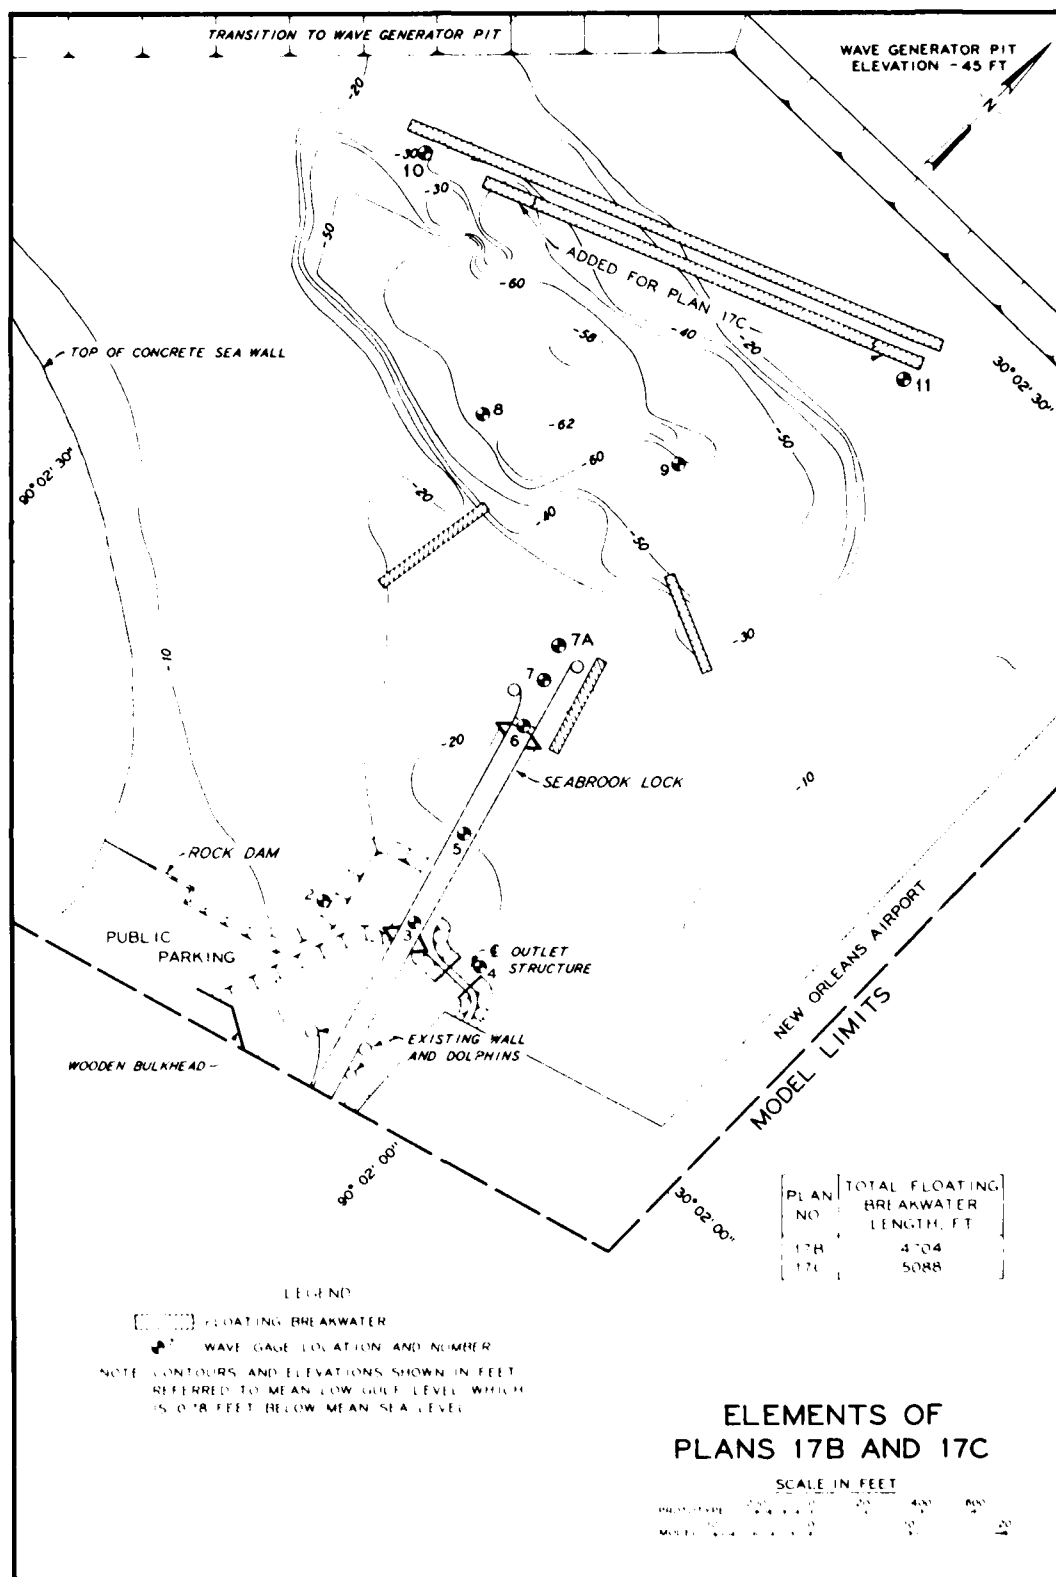 TRANSITION TO WAVE GENERATOR PIT
WAVE GENERATOR PIT
ELEVATION -45 FT
N
-20
-30
10
-30
-50
-60
ADDED FOR PLAN 17C
-58
-40
-20
11
30°02'30"
TOP OF CONCRETE SEA WALL
8
-62
-60
9
-50
90°02'30"
-20
-40
-50
-30
7A
7
-10
6
-20
SEABROOK LOCK
-10
5
ROCK DAM
2
PUBLIC
PARKING
3
4
OUTLET
STRUCTURE
NEW ORLEANS AIRPORT
MODEL LIMITS
EXISTING WALL
AND DOLPHINS
WOODEN BULKHEAD
90°02'00"
30°02'00"
PLAN NO
TOTAL FLOATING
BREAKWATER
LENGTH, FT
17B 4704
17C 5088
LEGEND
FLOATING BREAKWATER
WAVE GAGE LOCATION AND NUMBER
NOTE CONTOURS AND ELEVATIONS SHOWN IN FEET
REFERRED TO MEAN LOW GULF LEVEL WHICH
IS 0.78 FEET BELOW MEAN SEA LEVEL
ELEMENTS OF
PLANS 17B AND 17C
SCALE IN FEET
PROTOTYPE 0 400 800
MODEL 0